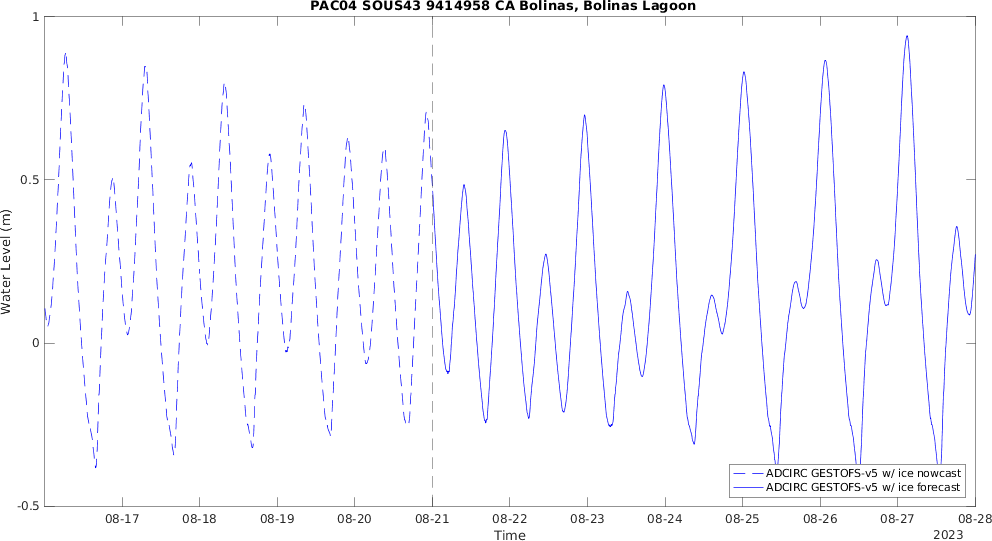 PAC04 SOUS43 9414958 CA Bolinas, Bolinas Lagoon
1
0.5
0
-0.5
Water Level (m)
08-17 08-18 08-19 08-20 08-21 08-22 08-23 08-24 08-25 08-26 08-27 08-28
Time
2023
ADCIRC GESTOFS-v5 w/ ice nowcast
ADCIRC GESTOFS-v5 w/ ice forecast